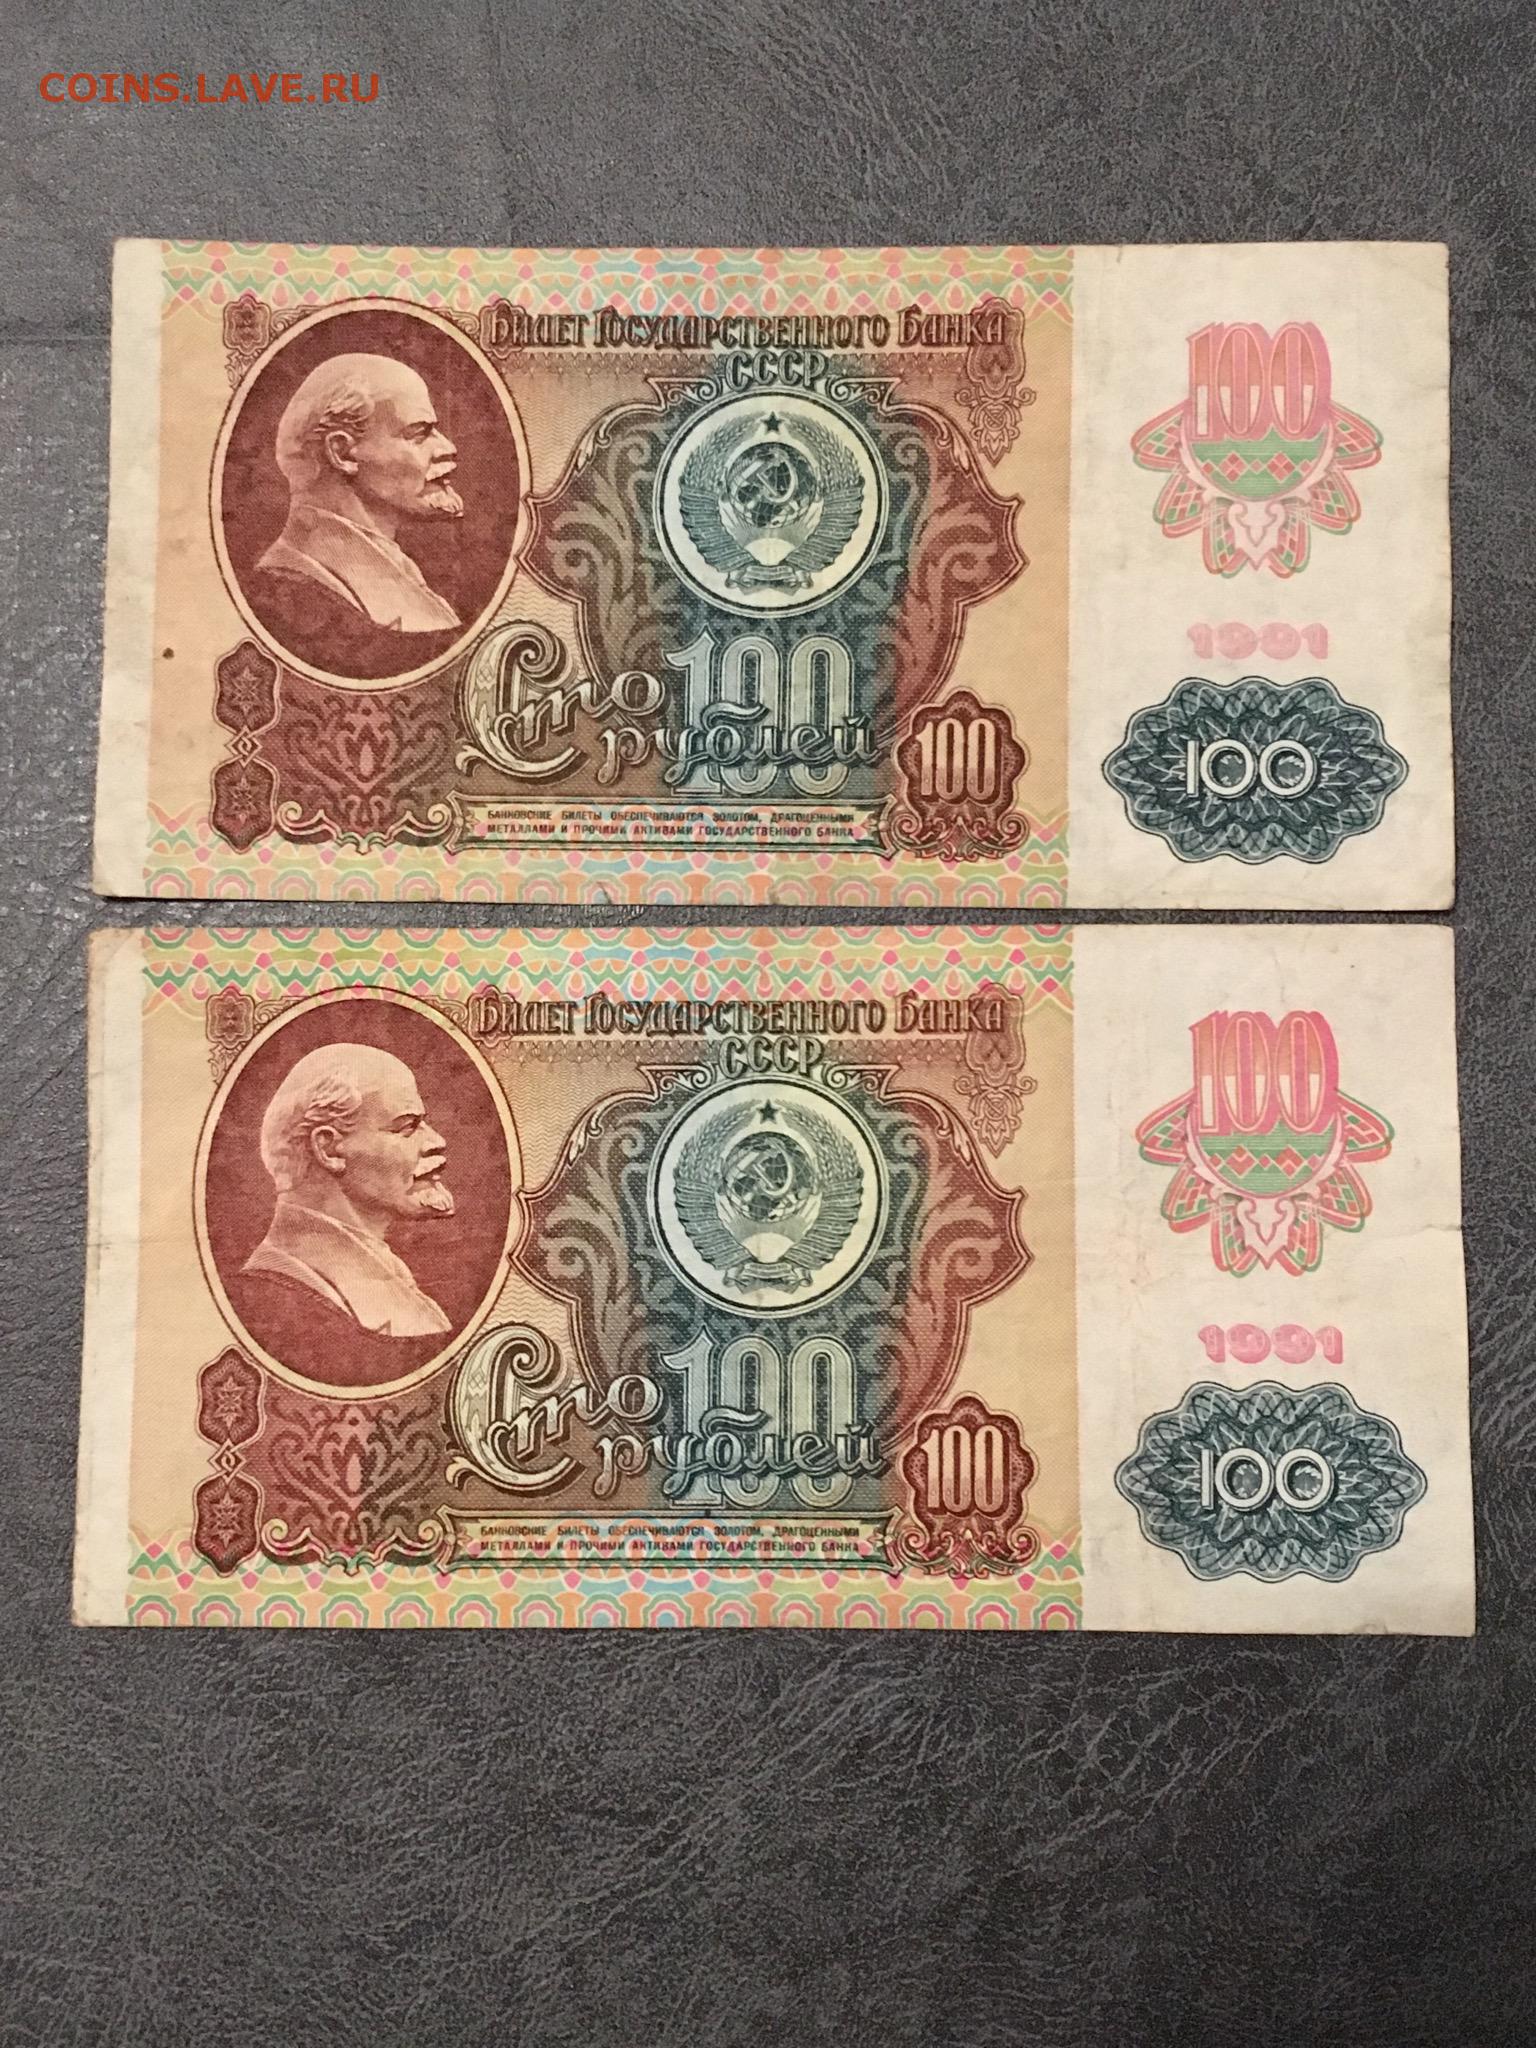 COINS.LAVE.RU
Билет Государственного Банка
СССР
100
1991
Сто
100
рублей
100
100
Банковские билеты обеспечиваются золотом, драгоценными
металлами и прочими активами Государственного банка
Билет Государственного Банка
СССР
100
1991
Сто
100
рублей
100
100
Банковские билеты обеспечиваются золотом, драгоценными
металлами и прочими активами Государственного банка